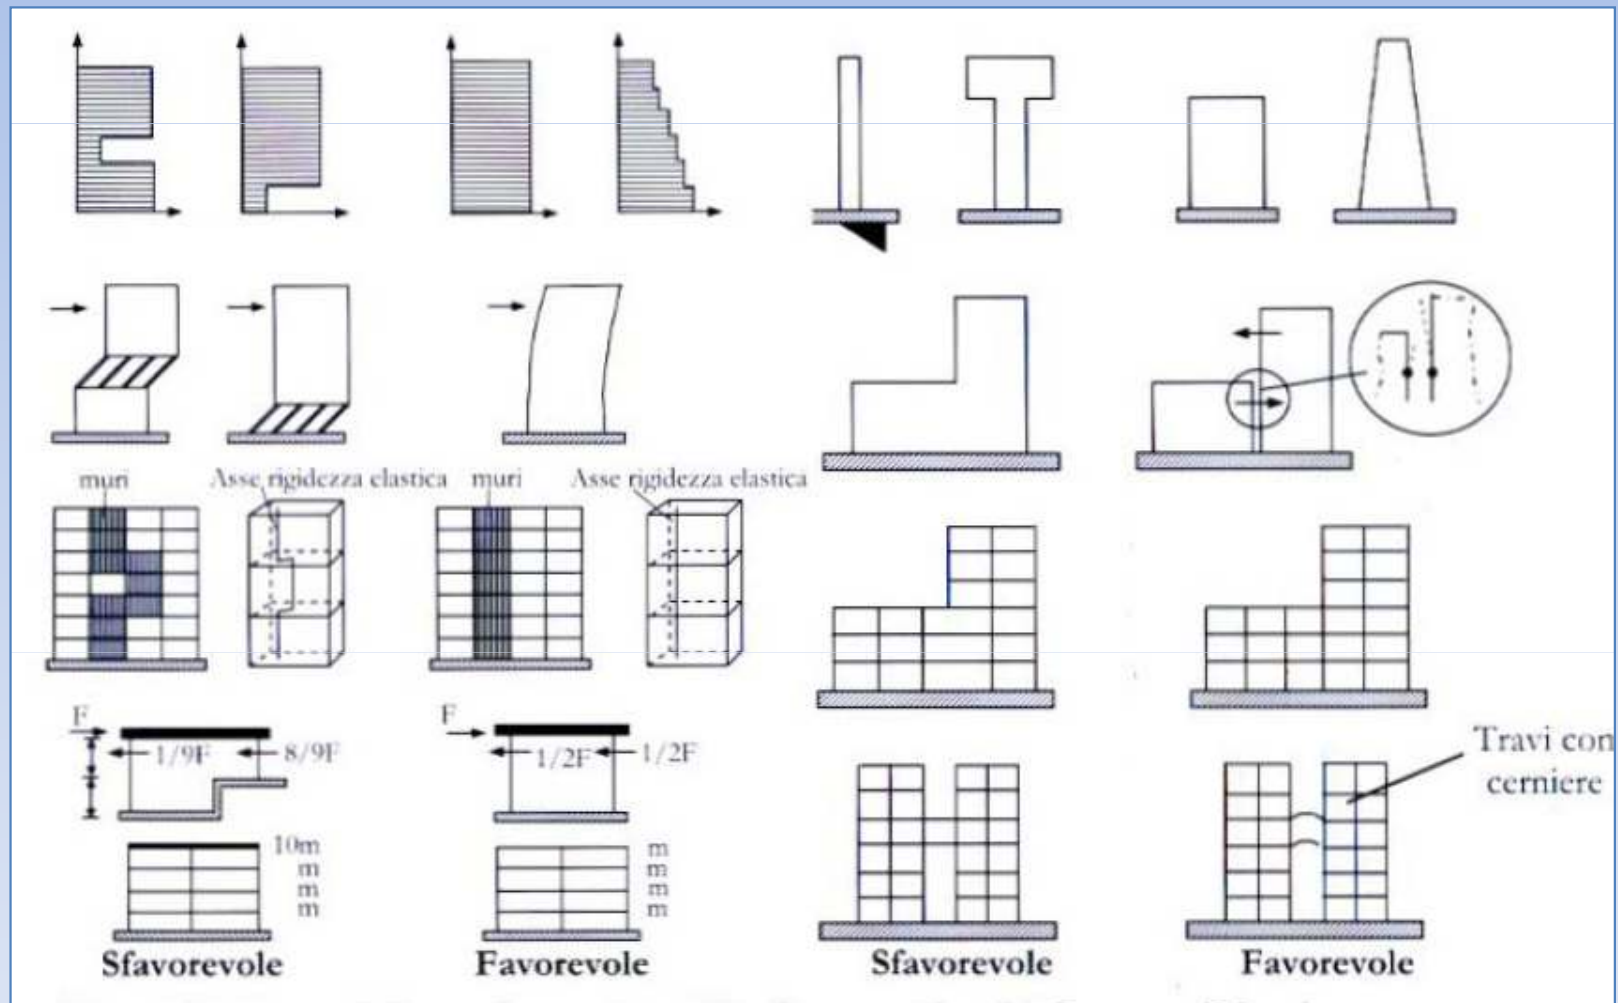 muri
Asse rigidezza elastica
muri
Asse rigidezza elastica
F
1/9F
8/9F
F
1/2F
1/2F
Travi con
cerniere
10m
m
m
m
m
m
m
m
Sfavorevole
Favorevole
Sfavorevole
Favorevole